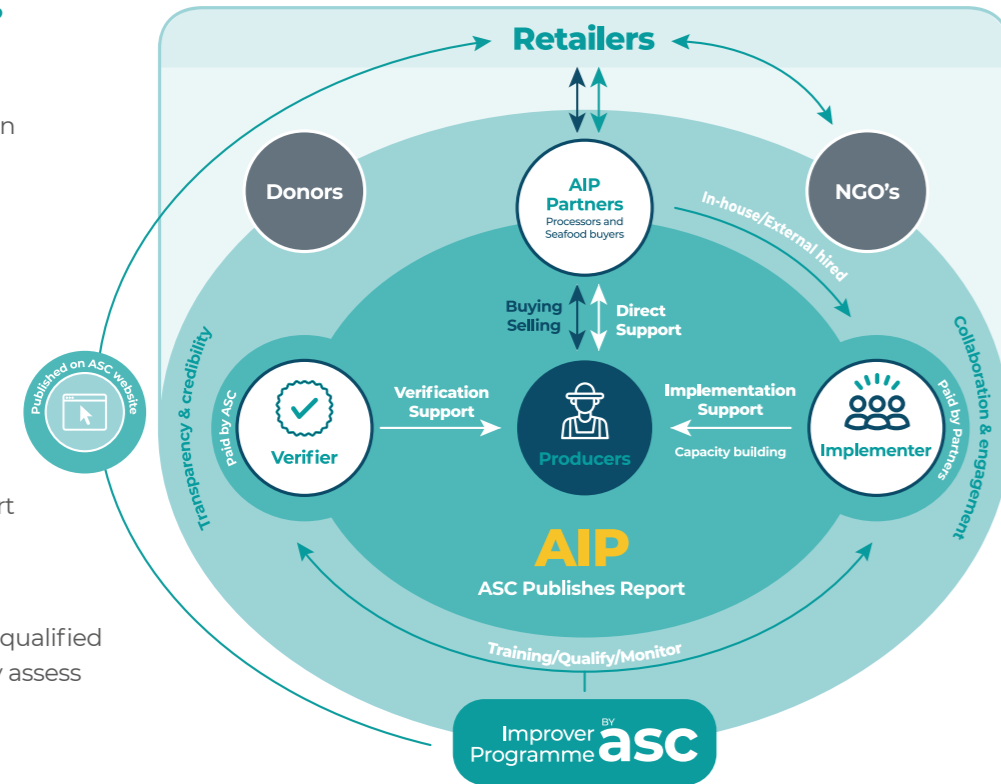 Retailers
n
Donors
AIP
Partners
Processors and
Seafood buyers
NGO's
In-house/External hired
Buying
Selling
Direct
Support
Published on ASC website
Transparency & credibility
Paid by ASC
Verifier
Verification
Support
Producers
Implementation
Support
Capacity building
Implementer
Paid by Partners
Collaboration & engagement
rt
AIP
ASC Publishes Report
qualified
assess
Training/Qualify/Monitor
Improver
Programme
BY
asc